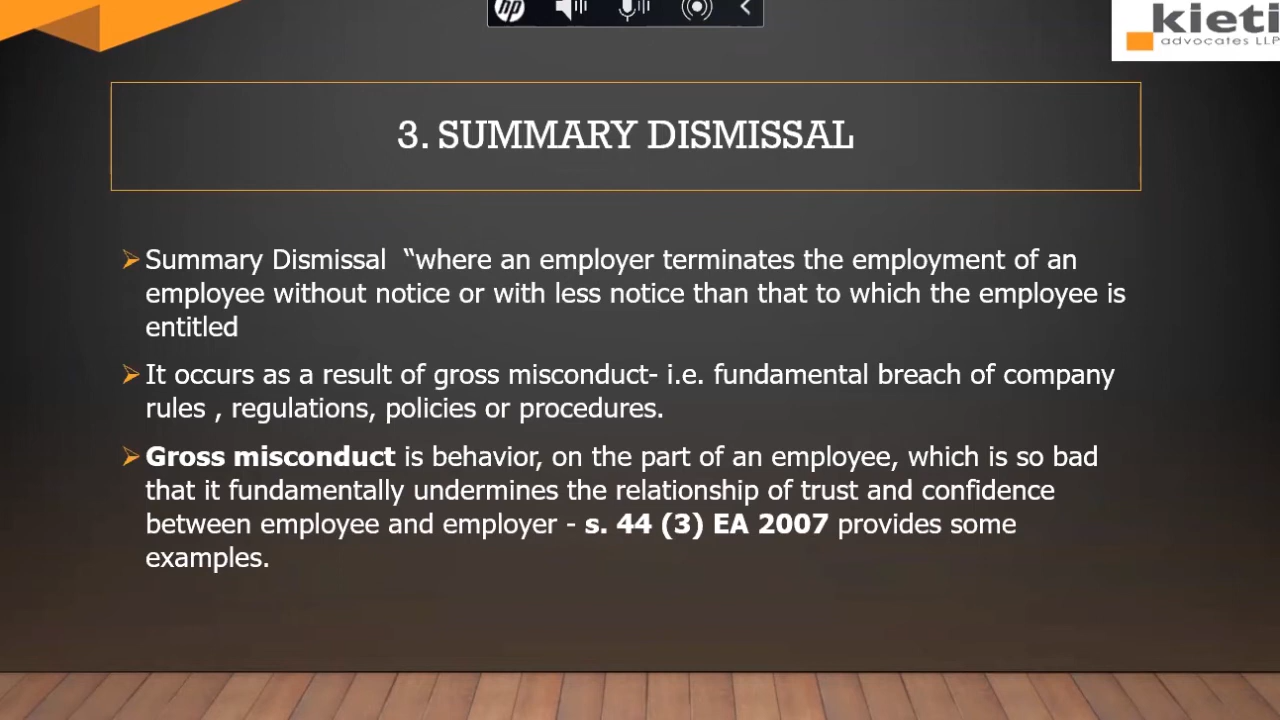 hp
kieti
advocates LLP
3. SUMMARY DISMISSAL
Summary Dismissal “where an employer terminates the employment of an
employee without notice or with less notice than that to which the employee is
entitled
It occurs as a result of gross misconduct- i.e. fundamental breach of company
rules , regulations, policies or procedures.
Gross misconduct is behavior, on the part of an employee, which is so bad
that it fundamentally undermines the relationship of trust and confidence
between employee and employer - s. 44 (3) EA 2007 provides some
examples.